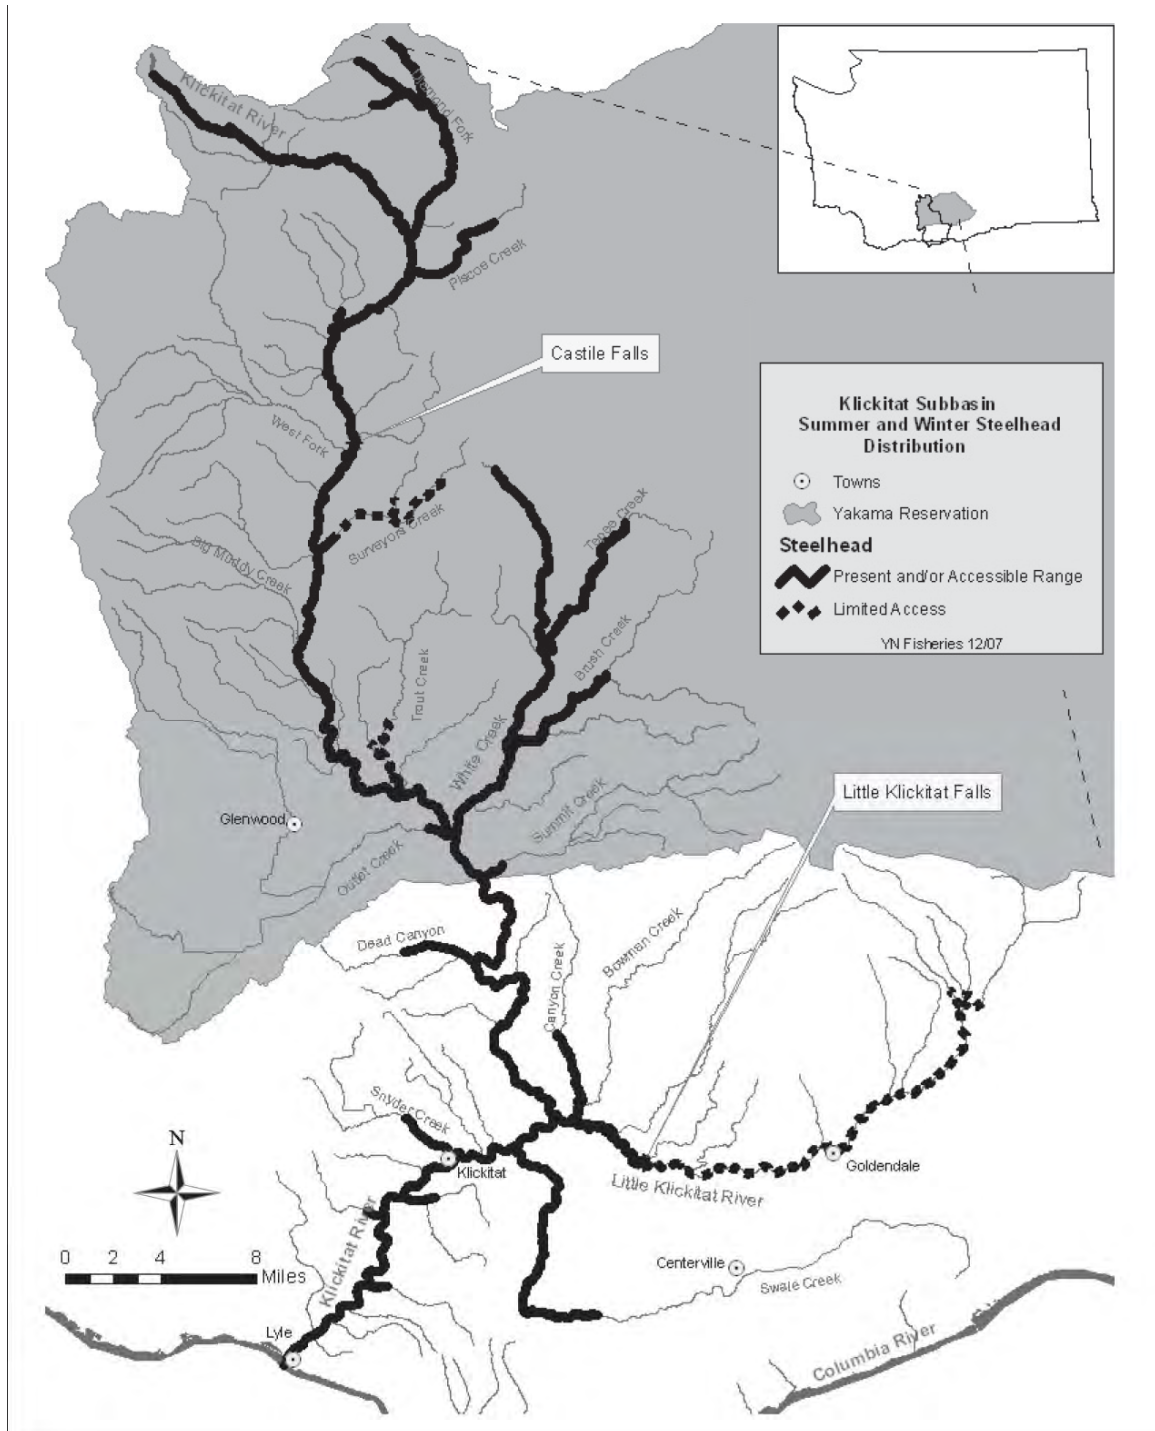 Klickitat River
Diamond Fork
Piscoe Creek
Castile Falls
West Fork
Surveyors Creek
Big Muddy Creek
Tepee Creek
Brush Creek
Trout Creek
White Creek
Summit Creek
Glenwood
Outlet Creek
Little Klickitat Falls
Klickitat Subbasin
Summer and Winter Steelhead
Distribution
Towns
Yakama Reservation
Steelhead
Present and/or Accessible Range
Limited Access
YN Fisheries 12/07
Dead Canyon
Canyon Creek
Bowman Creek
Snyder Creek
Klickitat
Goldendale
Little Klickitat River
N
0 2 4 8
Miles
Klickitat River
Centerville
Swale Creek
Lyle
Columbia River